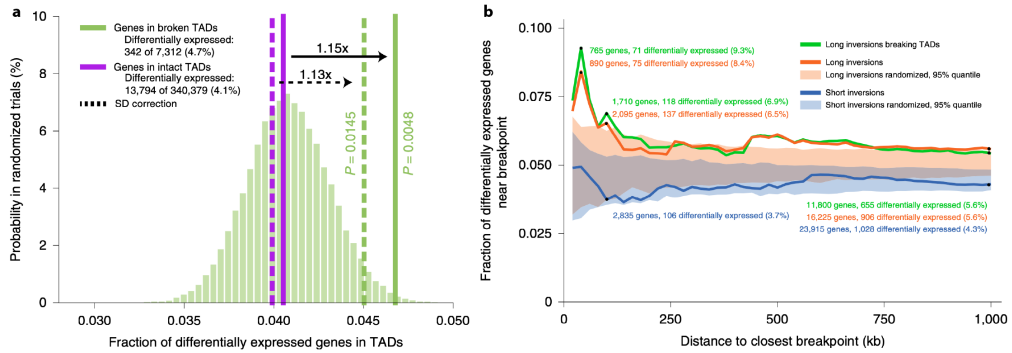 a
Probability in randomized trials (%)
10
8
6
4
2
0
0.030
0.035
0.040
0.045
0.050
Fraction of differentially expressed genes in TADs
Genes in broken TADs
Differentially expressed:
342 of 7,312 (4.7%)
Genes in intact TADs
Differentially expressed:
13,794 of 340,379 (4.1%)
SD correction
1.15x
1.13x
P = 0.0145
P = 0.0048
b
Fraction of differentially expressed genes
near breakpoint
0.100
0.075
0.050
0.025
0
0
250
500
750
1,000
Distance to closest breakpoint (kb)
765 genes, 71 differentially expressed (9.3%)
890 genes, 75 differentially expressed (8.4%)
1,710 genes, 118 differentially expressed (6.9%)
2,095 genes, 137 differentially expressed (6.5%)
2,835 genes, 106 differentially expressed (3.7%)
Long inversions breaking TADs
Long inversions
Long inversions randomized, 95% quantile
Short inversions
Short inversions randomized, 95% quantile
11,800 genes, 655 differentially expressed (5.6%)
16,225 genes, 906 differentially expressed (5.6%)
23,915 genes, 1,028 differentially expressed (4.3%)